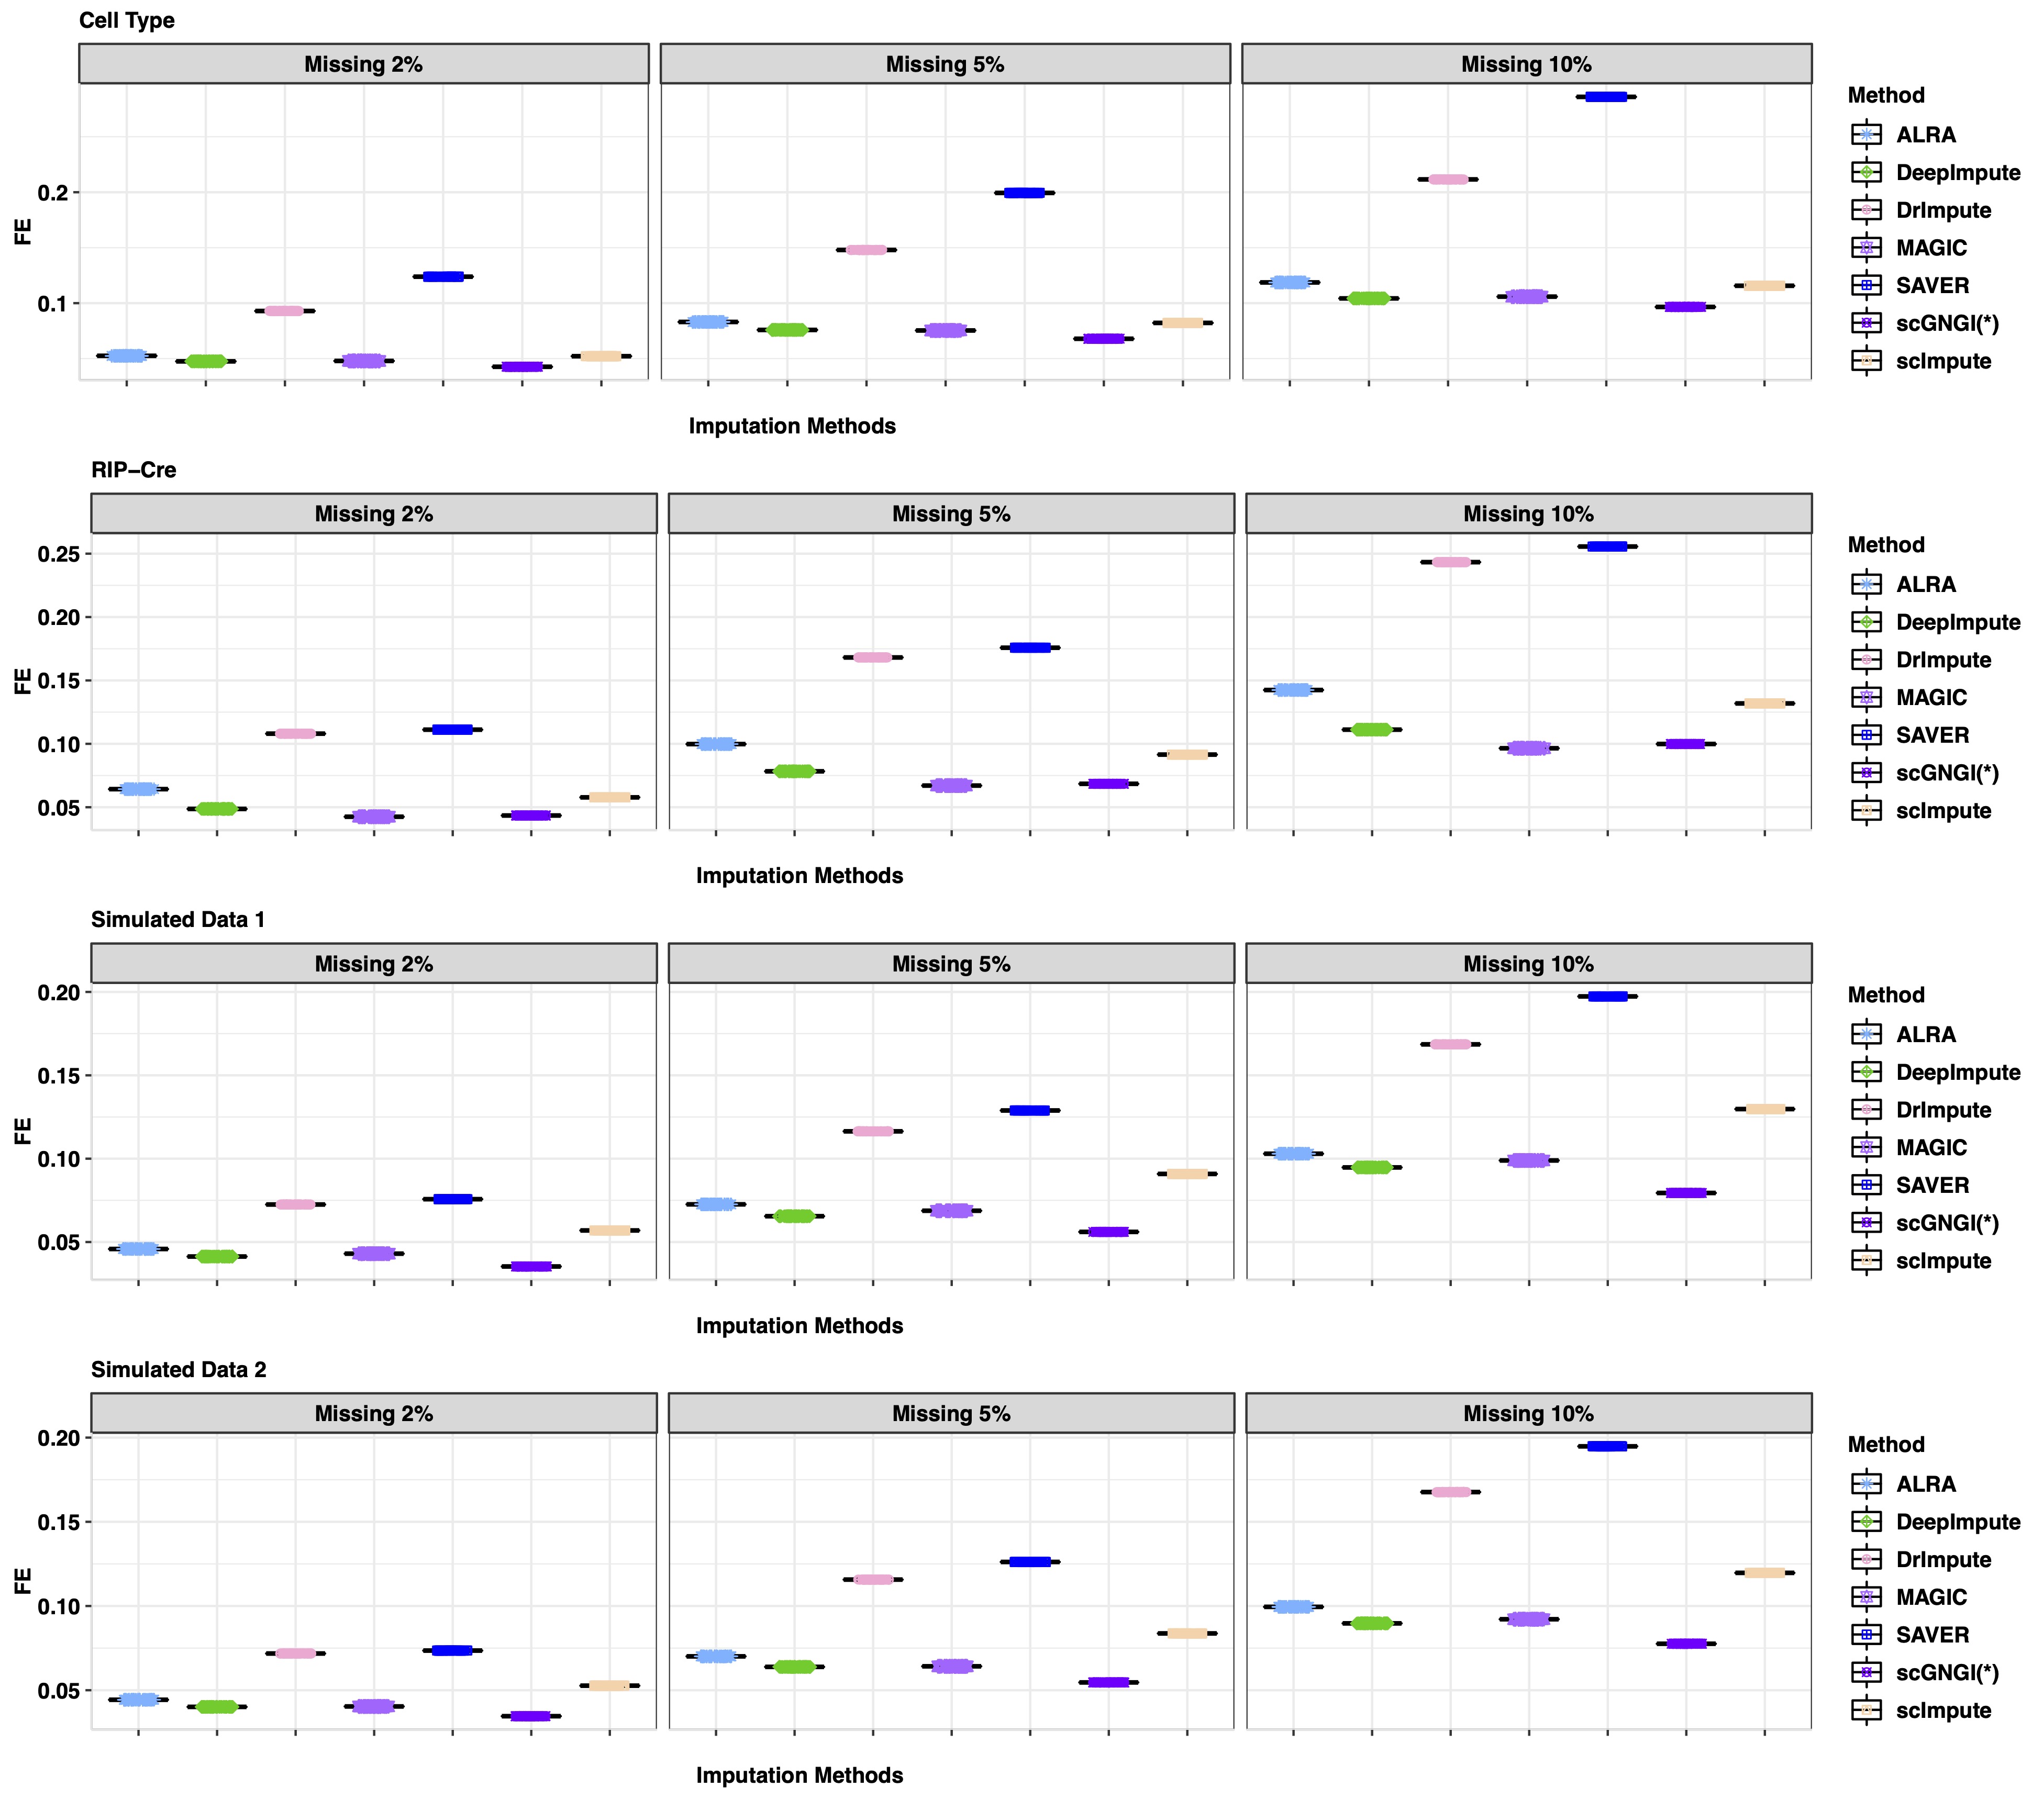 Cell Type
Missing 2%
Missing 5%
Missing 10%
FE
0.2
0.1
Imputation Methods
Method
ALRA
DeepImpute
DrImpute
MAGIC
SAVER
scGNGI(*)
scImpute
RIP–Cre
Missing 2%
Missing 5%
Missing 10%
FE
0.25
0.20
0.15
0.10
0.05
Imputation Methods
Method
ALRA
DeepImpute
DrImpute
MAGIC
SAVER
scGNGI(*)
scImpute
Simulated Data 1
Missing 2%
Missing 5%
Missing 10%
FE
0.20
0.15
0.10
0.05
Imputation Methods
Method
ALRA
DeepImpute
DrImpute
MAGIC
SAVER
scGNGI(*)
scImpute
Simulated Data 2
Missing 2%
Missing 5%
Missing 10%
FE
0.20
0.15
0.10
0.05
Imputation Methods
Method
ALRA
DeepImpute
DrImpute
MAGIC
SAVER
scGNGI(*)
scImpute